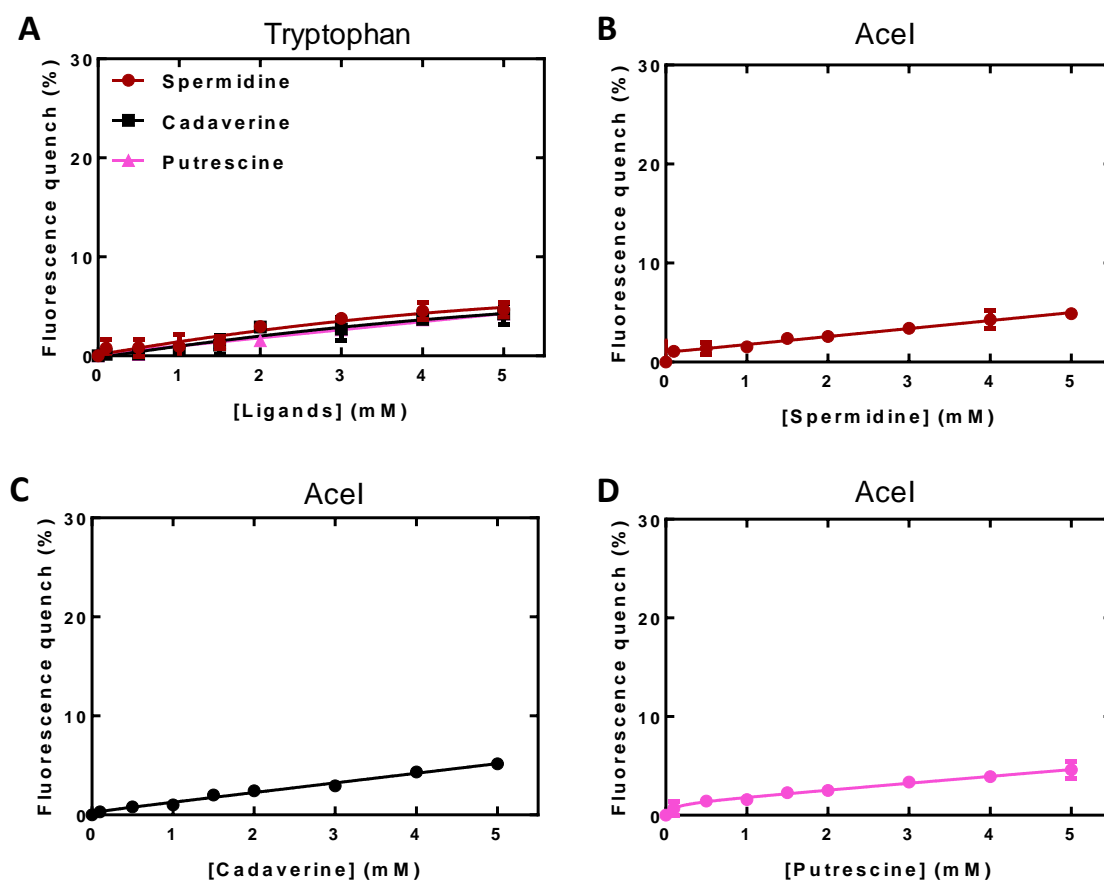 A
Tryptophan
Fluorescence quench (%)
30
20
10
0
Spermidine
Cadaverine
Putrescine
0 1 2 3 4 5
[Ligands] (mM)
B
AceI
Fluorescence quench (%)
30
20
10
0
0 1 2 3 4 5
[Spermidine] (mM)
C
AceI
Fluorescence quench (%)
30
20
10
0
0 1 2 3 4 5
[Cadaverine] (mM)
D
AceI
Fluorescence quench (%)
30
20
10
0
0 1 2 3 4 5
[Putrescine] (mM)